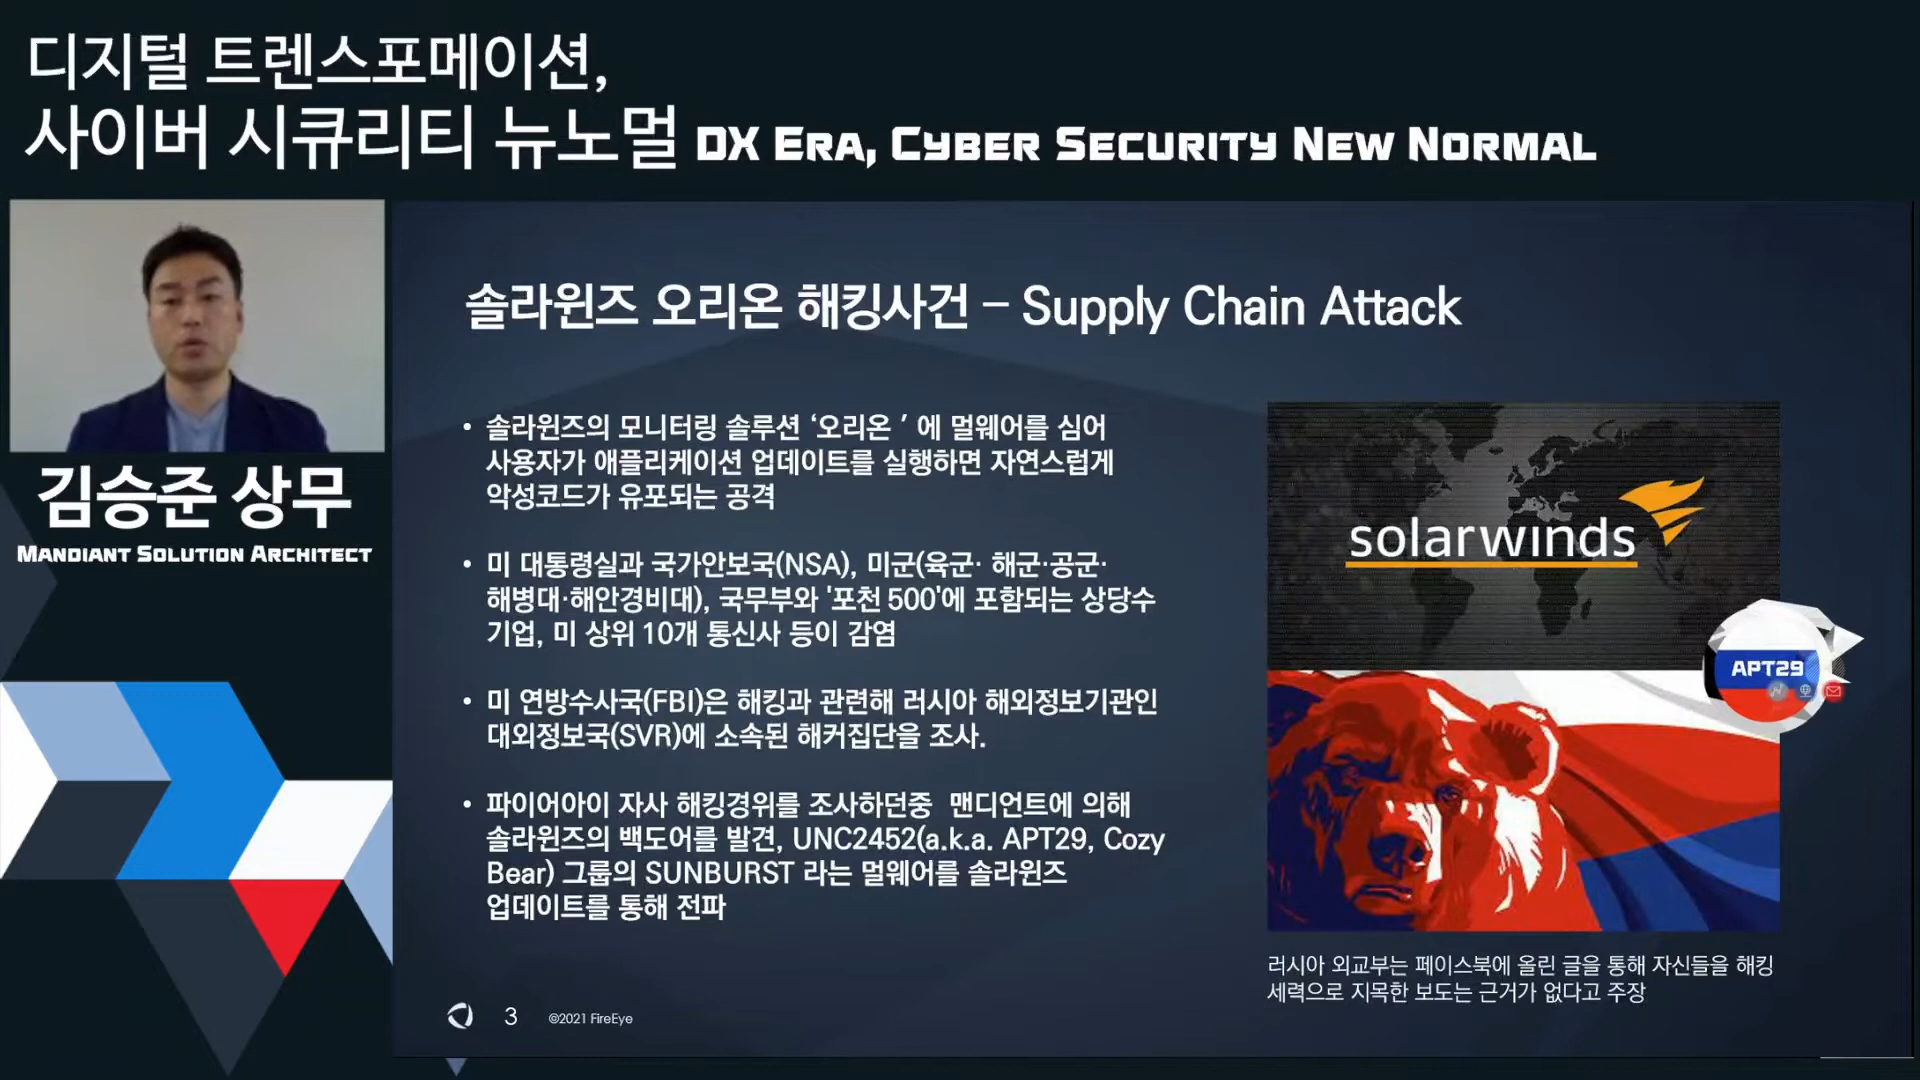 디지털 트렌스포메이션,
사이버 시큐리티 뉴노멀 DX Era, Cyber Security New Normal
김승준 상무
Mandiant Solution Architect
솔라윈즈 오리온 해킹사건 – Supply Chain Attack
• 솔라윈즈의 모니터링 솔루션 ‘오리온 ’ 에 멀웨어를 심어
사용자가 애플리케이션 업데이트를 실행하면 자연스럽게
악성코드가 유포되는 공격
• 미 대통령실과 국가안보국(NSA), 미군(육군· 해군·공군·
해병대·해안경비대), 국무부와 '포천 500'에 포함되는 상당수
기업, 미 상위 10개 통신사 등이 감염
• 미 연방수사국(FBI)은 해킹과 관련해 러시아 해외정보기관인
대외정보국(SVR)에 소속된 해커집단을 조사.
• 파이어아이 자사 해킹경위를 조사하던중 맨디언트에 의해
솔라윈즈의 백도어를 발견, UNC2452(a.k.a. APT29, Cozy
Bear) 그룹의 SUNBURST 라는 멀웨어를 솔라윈즈
업데이트를 통해 전파
solarwinds
APT29
러시아 외교부는 페이스북에 올린 글을 통해 자신들을 해킹
세력으로 지목한 보도는 근거가 없다고 주장
3 ©2021 FireEye